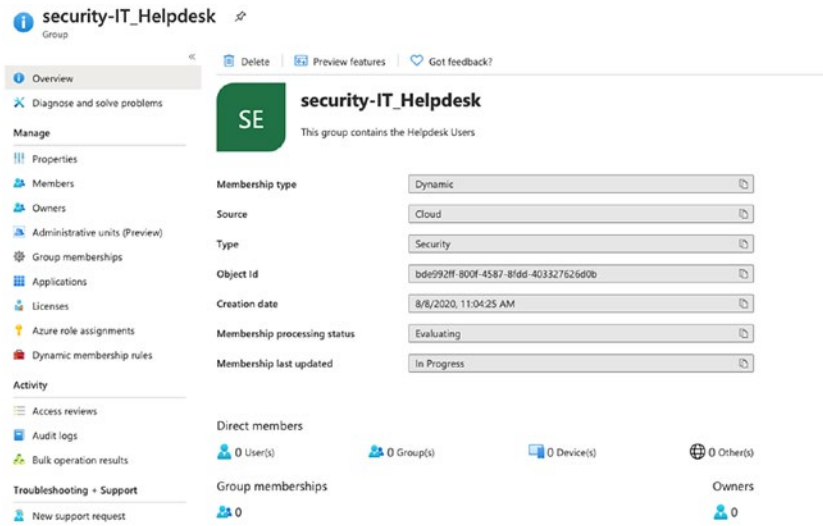 security-IT_Helpdesk
Group
«
Delete
Preview features
Got feedback?
Overview
Diagnose and solve problems
Manage
Properties
Members
Owners
Administrative units (Preview)
Group memberships
Applications
Licenses
Azure role assignments
Dynamic membership rules
Activity
Access reviews
Audit logs
Bulk operation results
Troubleshooting + Support
New support request
SE
security-IT_Helpdesk
This group contains the Helpdesk Users
Membership type Dynamic
Source Cloud
Type Security
Object Id bde992ff-800f-4587-8fdd-403327626d0b
Creation date 8/8/2020, 11:04:25 AM
Membership processing status Evaluating
Membership last updated In Progress
Direct members
0 User(s) 0 Group(s) 0 Device(s) 0 Other(s)
Group memberships Owners
0 0